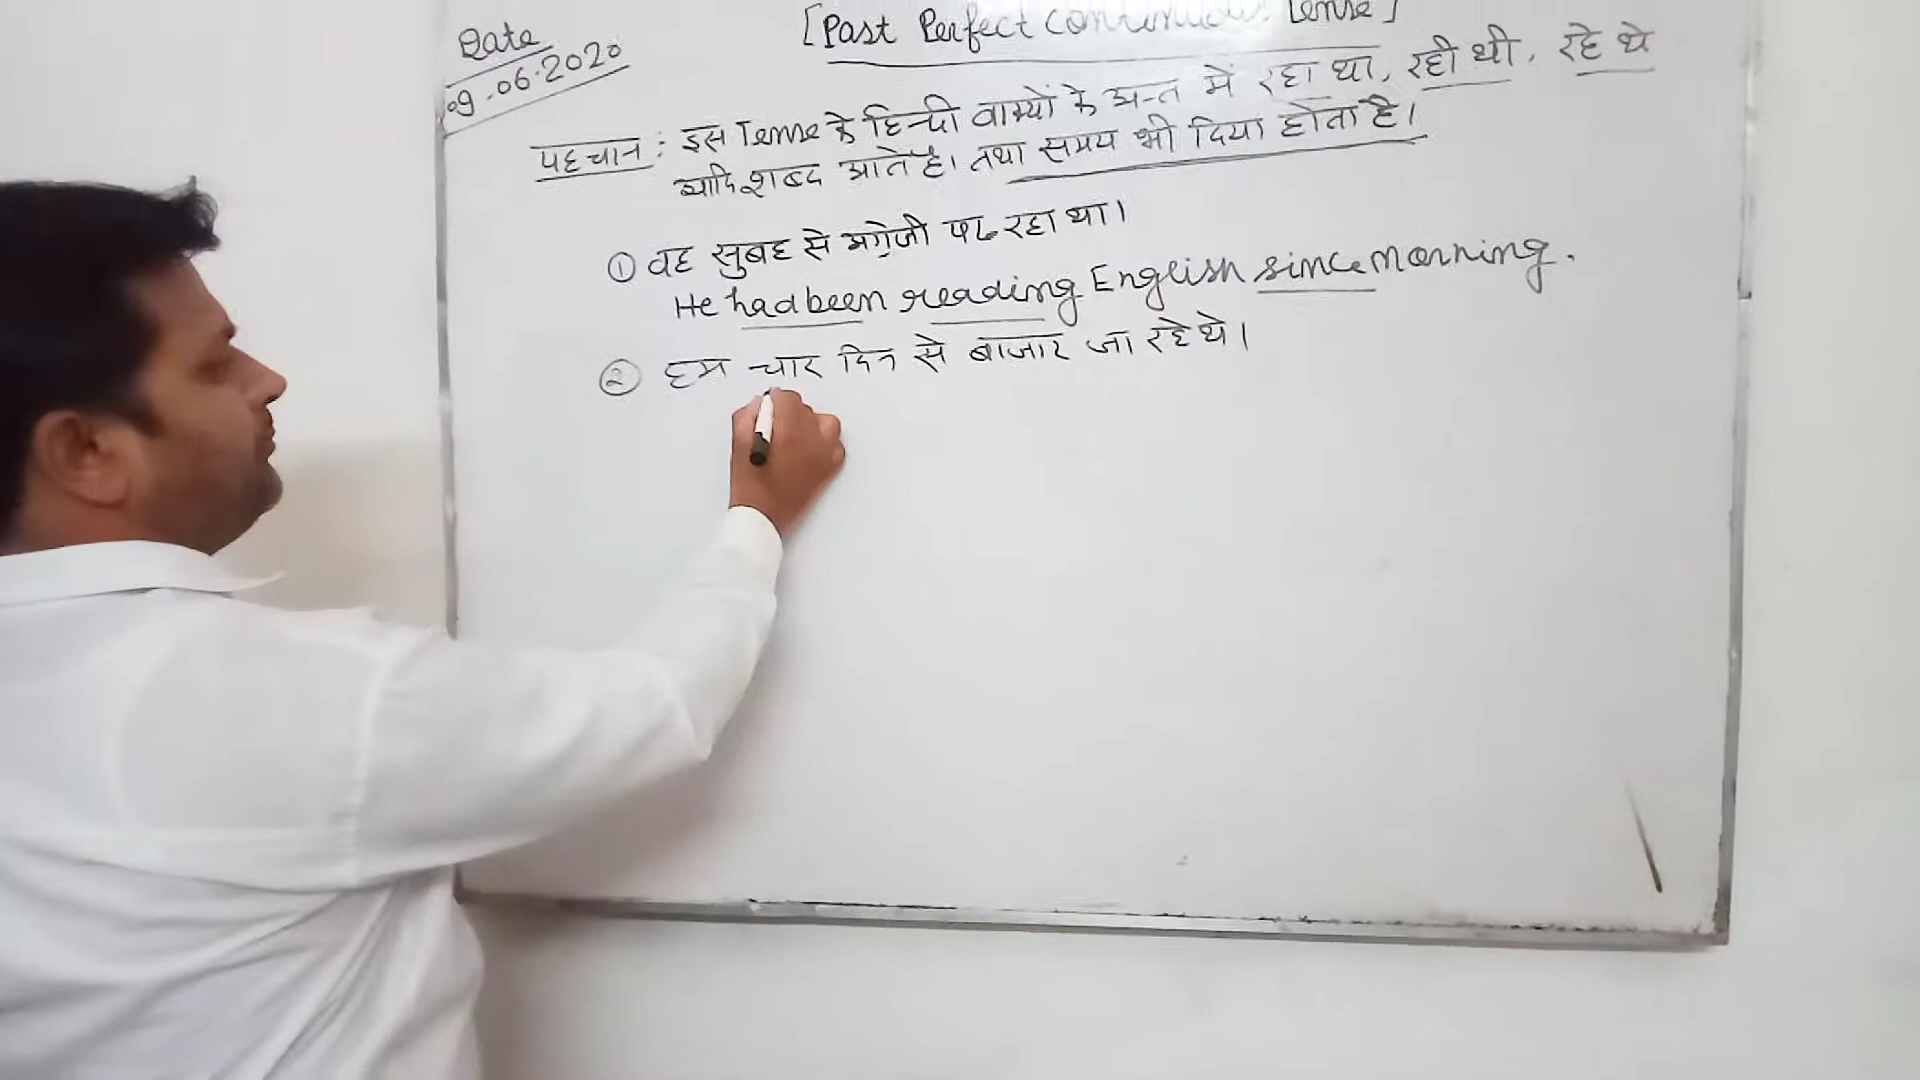 Date
09.06.2020
[Past Perfect Continuous Tense]
पहचान : इस Tense के हिन्दी वाक्यों के अन्त में रहा था, रही थी, रहे थे
आदि शब्द आते है। तथा समय भी दिया होता है।
① वह सुबह से अग्रेजी पढ रहा था।
He had been reading English since morning.
② हम चार दिन से बाजार जा रहे थे।